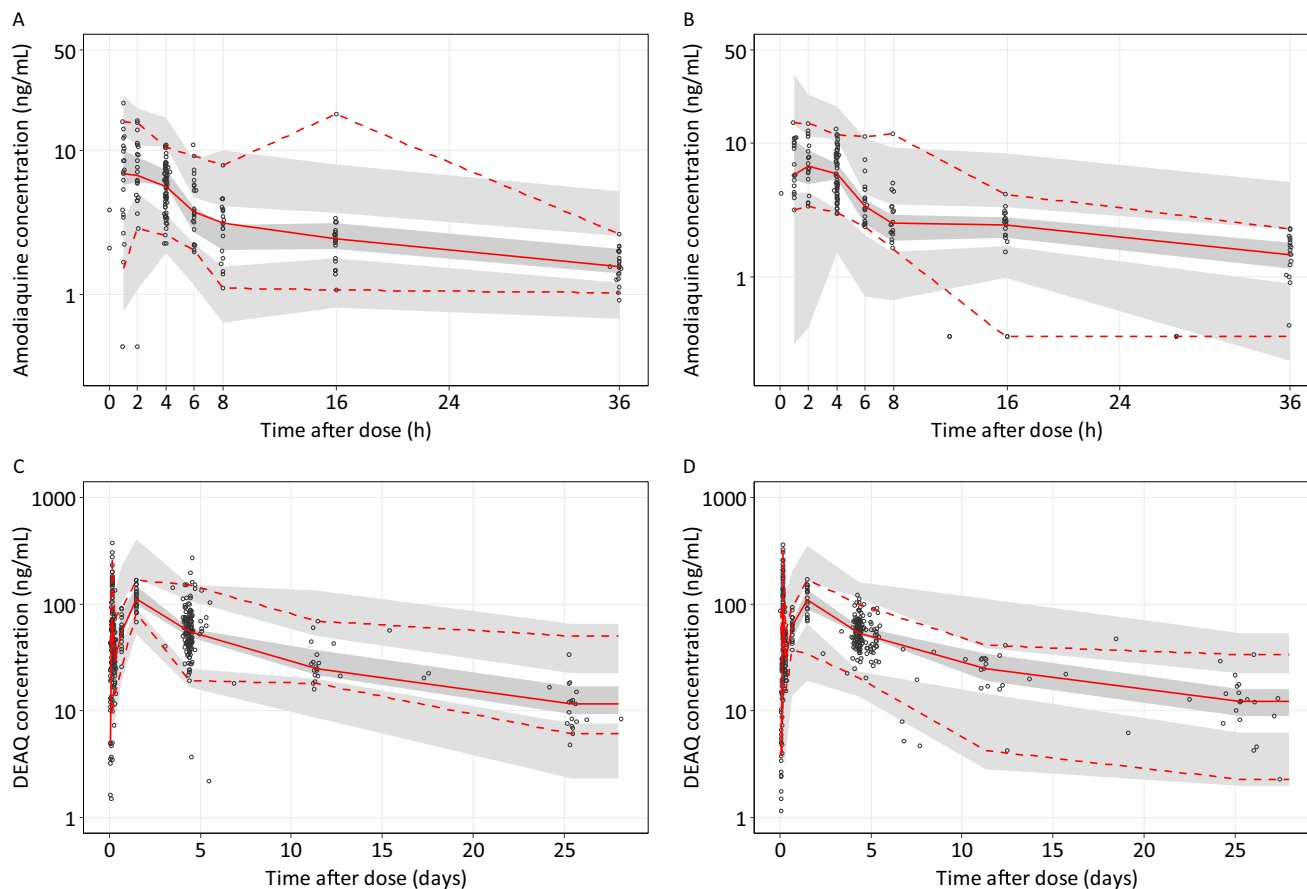 A
Amodiaquine concentration (ng/mL)
50
10
1
0 2 4 6 8 16 24 36
Time after dose (h)
B
Amodiaquine concentration (ng/mL)
50
10
1
0 2 4 6 8 16 24 36
Time after dose (h)
C
DEAQ concentration (ng/mL)
1000
100
10
1
0 5 10 15 20 25
Time after dose (days)
D
DEAQ concentration (ng/mL)
1000
100
10
1
0 5 10 15 20 25
Time after dose (days)